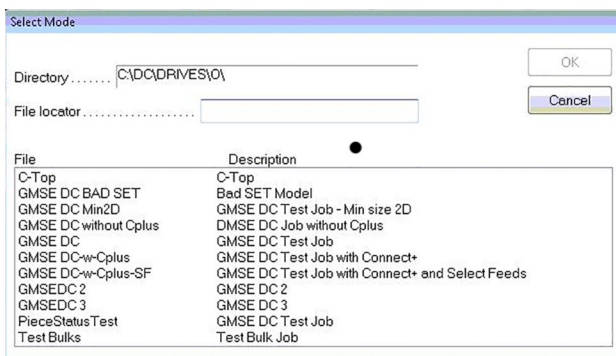 Select Mode
Directory ....... C:\DC\DRIVES\O\
OK
File locator...................
Cancel
File Description
C-Top C-Top
GMSE DC BAD SET Bad SET Model
GMSE DC Min2D GMSE DC Test Job - Min size 2D
GMSE DC without Cplus DMSE DC Job without Cplus
GMSE DC GMSE DC Test Job
GMSE DC-w-Cplus GMSE DC Test Job with Connect+
GMSE DC-w-Cplus-SF GMSE DC Test Job with Connect+ and Select Feeds
GMSEDC 2 GMSE DC 2
GMSEDC 3 GMSE DC 3
PieceStatusTest GMSE DC Test Job
Test Bulks Test Bulk Job